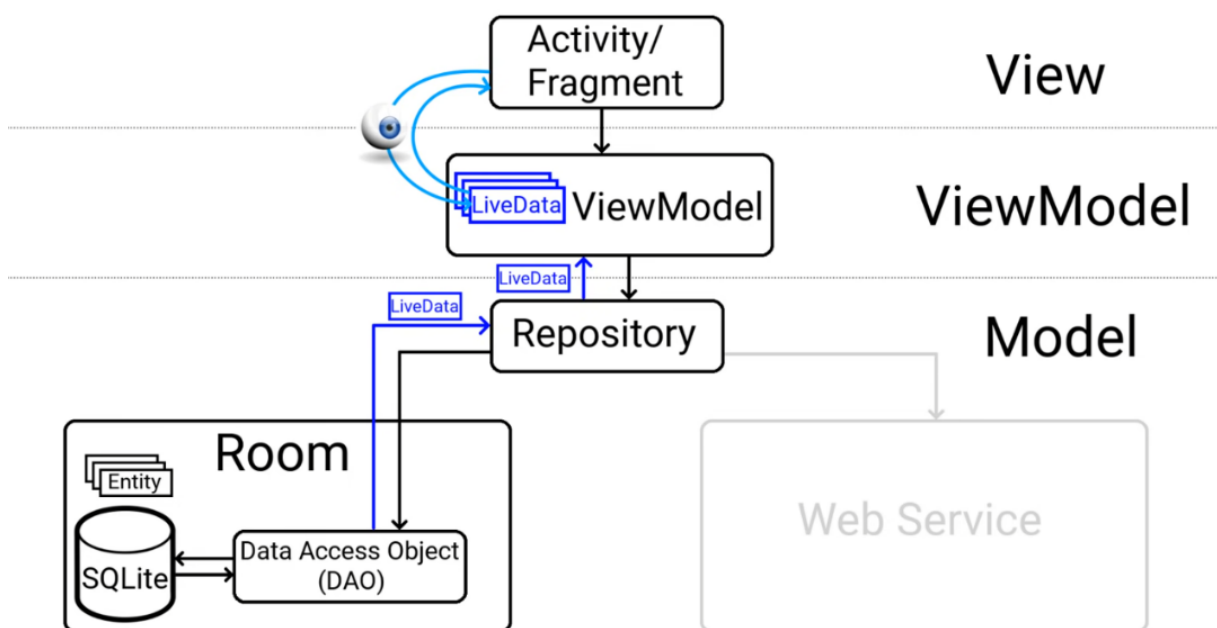 Activity/
Fragment
View
LiveData
ViewModel
ViewModel
LiveData
LiveData
Repository
Model
Room
Entity
SQLite
Data Access Object
(DAO)
Web Service